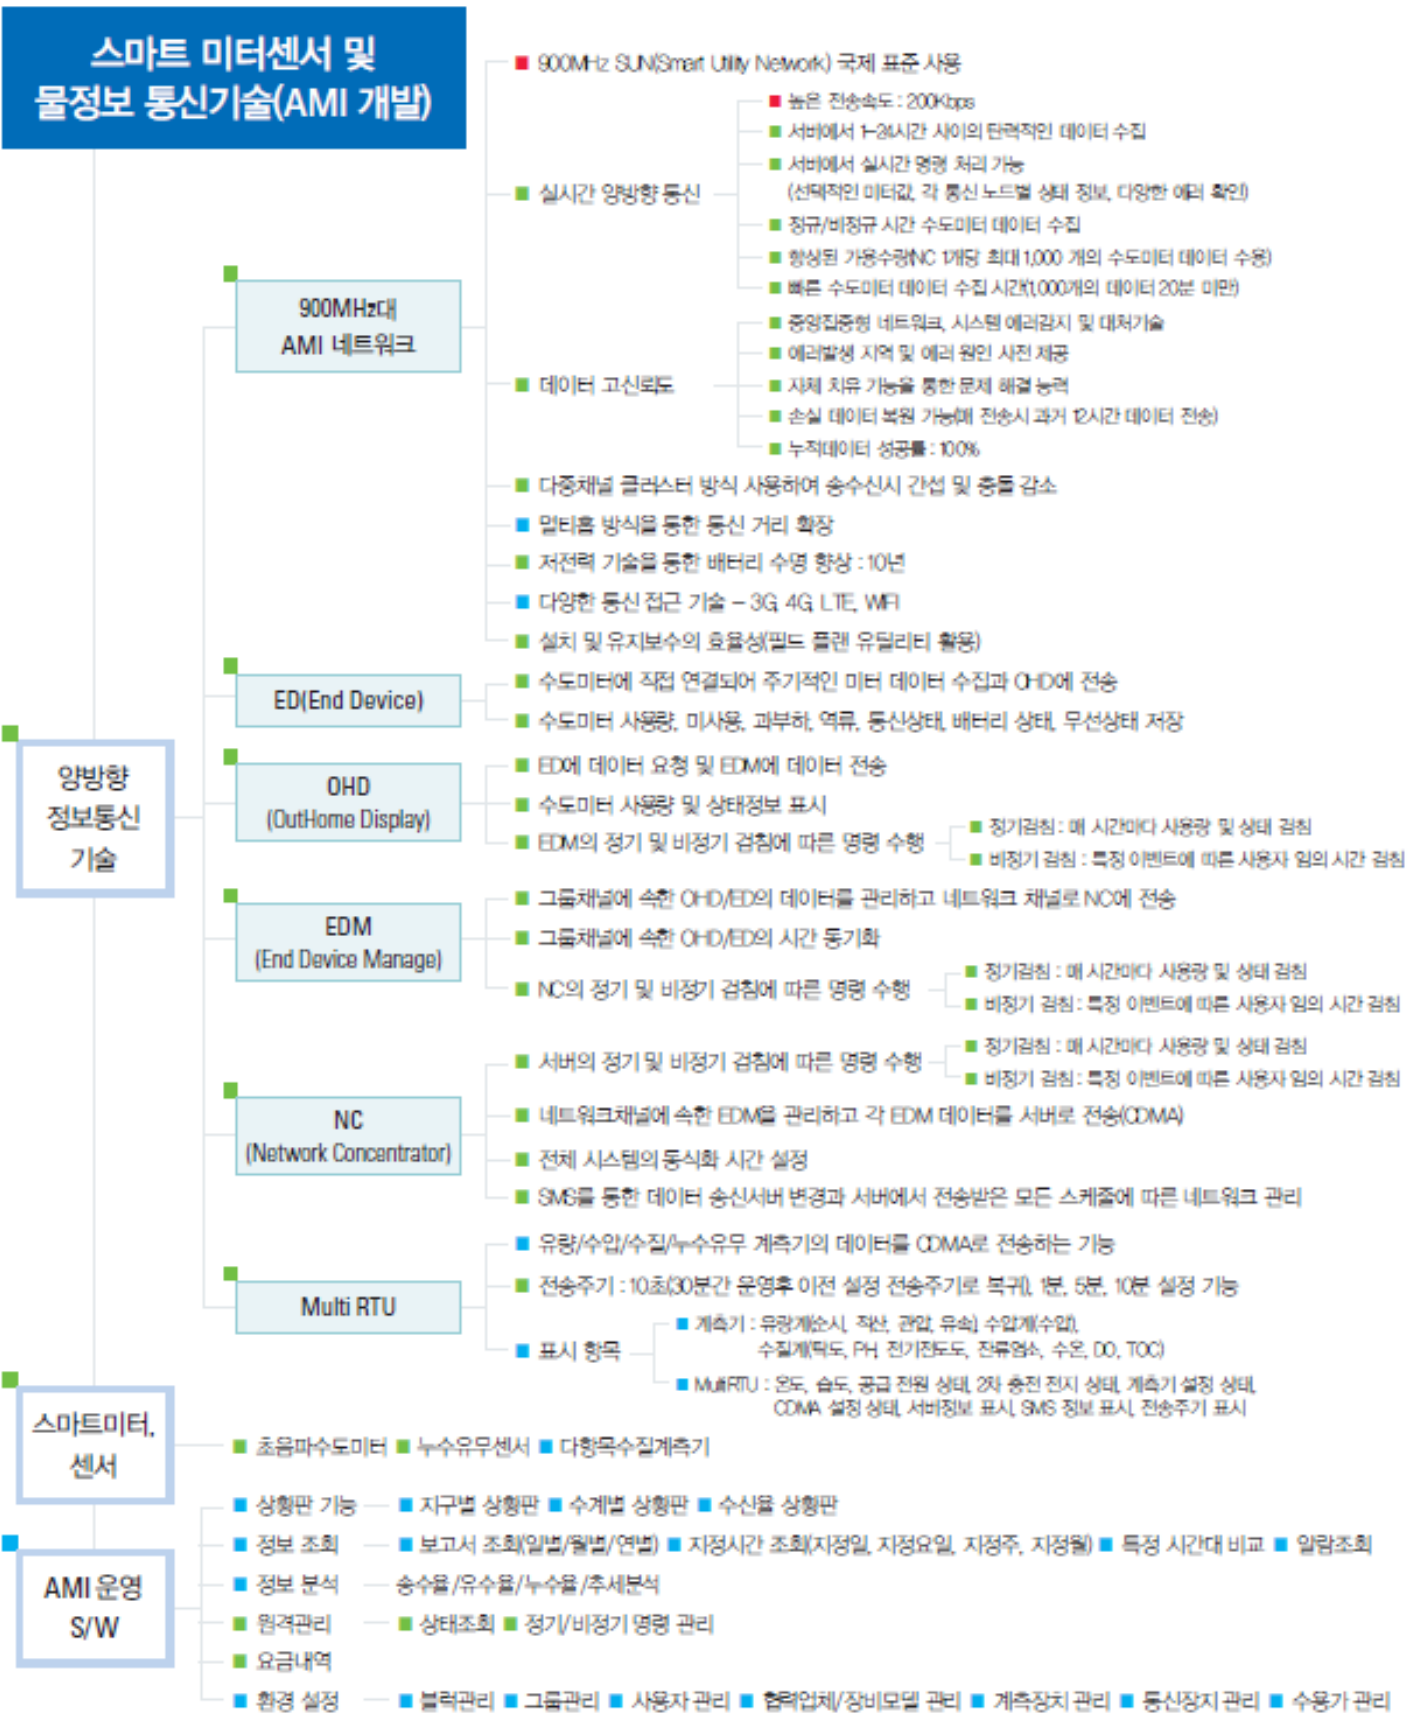 스마트 미터센서 및
물정보 통신기술(AMI 개발)
900MHz SUN(Smart Utility Network) 국제 표준 사용
높은 전송속도 : 200Kbps
서버에서 1~24시간 사이의 탄력적인 데이터 수집
실시간 양방향 통신
서버에서 실시간 명령 처리 가능
(선택적인 미터값, 각 통신 노드별 상태 정보, 다양한 에러 확인)
정규/비정규 시간 수도미터 데이터 수집
향상된 가용수량(NC 1개당 최대 1,000 개의 수도미터 데이터 수용)
빠른 수도미터 데이터 수집 시간(1,000개의 데이터 20분 미만)
900MHz대
AMI 네트워크
중앙집중형 네트워크, 시스템 에러감지 및 대처기술
에러발생 지역 및 에러 원인 사전 제공
데이터 고신뢰도
자체 치유 기능을 통한 문제 해결 능력
손실 데이터 복원 가능(매 전송시 과거 12시간 데이터 전송)
누적데이터 성공률 : 100%
다중채널 클러스터 방식 사용하여 송수신시 간섭 및 충돌 감소
멀티홉 방식을 통한 통신 거리 확장
저전력 기술을 통한 배터리 수명 향상 : 10년
다양한 통신 접근 기술 – 3G, 4G, LTE, WIFI
설치 및 유지보수의 효율성(필드 플랜 유틸리티 활용)
ED(End Device)
수도미터에 직접 연결되어 주기적인 미터 데이터 수집과 OHD에 전송
수도미터 사용량, 미사용, 과부하, 역류, 통신상태, 배터리 상태, 무선상태 저장
양방향
정보통신
기술
OHD
(OutHome Display)
ED에 데이터 요청 및 EDM에 데이터 전송
수도미터 사용량 및 상태정보 표시
EDM의 정기 및 비정기 검침에 따른 명령 수행
정기검침 : 매 시간마다 사용량 및 상태 검침
비정기 검침 : 특정 이벤트에 따른 사용자 임의 시간 검침
EDM
(End Device Manage)
그룹채널에 속한 OHD/ED의 데이터를 관리하고 네트워크 채널로 NC에 전송
그룹채널에 속한 OHD/ED의 시간 동기화
NC의 정기 및 비정기 검침에 따른 명령 수행
정기검침 : 매 시간마다 사용량 및 상태 검침
비정기 검침 : 특정 이벤트에 따른 사용자 임의 시간 검침
NC
(Network Concentrator)
서버의 정기 및 비정기 검침에 따른 명령 수행
정기검침 : 매 시간마다 사용량 및 상태 검침
비정기 검침 : 특정 이벤트에 따른 사용자 임의 시간 검침
네트워크채널에 속한 EDM을 관리하고 각 EDM 데이터를 서버로 전송(CDMA)
전체 시스템의 동식화 시간 설정
SMS를 통한 데이터 송신서버 변경과 서버에서 전송받은 모든 스케줄에 따른 네트워크 관리
Multi RTU
유량/수압/수질/누수유무 계측기의 데이터를 CDMA로 전송하는 기능
전송주기 : 10초(30분간 운영후 이전 설정 전송주기로 복귀), 1분, 5분, 10분 설정 가능
표시 항목
계측기 : 유량계(순시, 적산, 관압, 유속), 수압계(수압),
수질계(탁도, PH, 전기전도도, 잔류염소, 수온, DO, TOC)
MultiRTU : 온도, 습도, 공급 전원 상태, 2차 충전 전지 상태, 계측기 설정 상태,
CDMA 설정 상태, 서버정보 표시, SMS 정보 표시, 전송주기 표시
스마트미터,
센서
초음파수도미터 누수유무센서 다항목수질계측기
AMI 운영
S/W
상황판 기능 지구별 상황판 수계별 상황판 수신율 상황판
정보 조회 보고서 조회(일별/월별/연별) 지정시간 조회(지정일, 지정요일, 지정주, 지정월) 특정 시간대 비교 알람조회
정보 분석 송수율/유수율/누수율/추세분석
원격관리 상태조회 정기/비정기 명령 관리
요금내역
환경 설정 블럭관리 그룹관리 사용자 관리 협력업체/장비모델 관리 계측장치 관리 통신장치 관리 수용가 관리